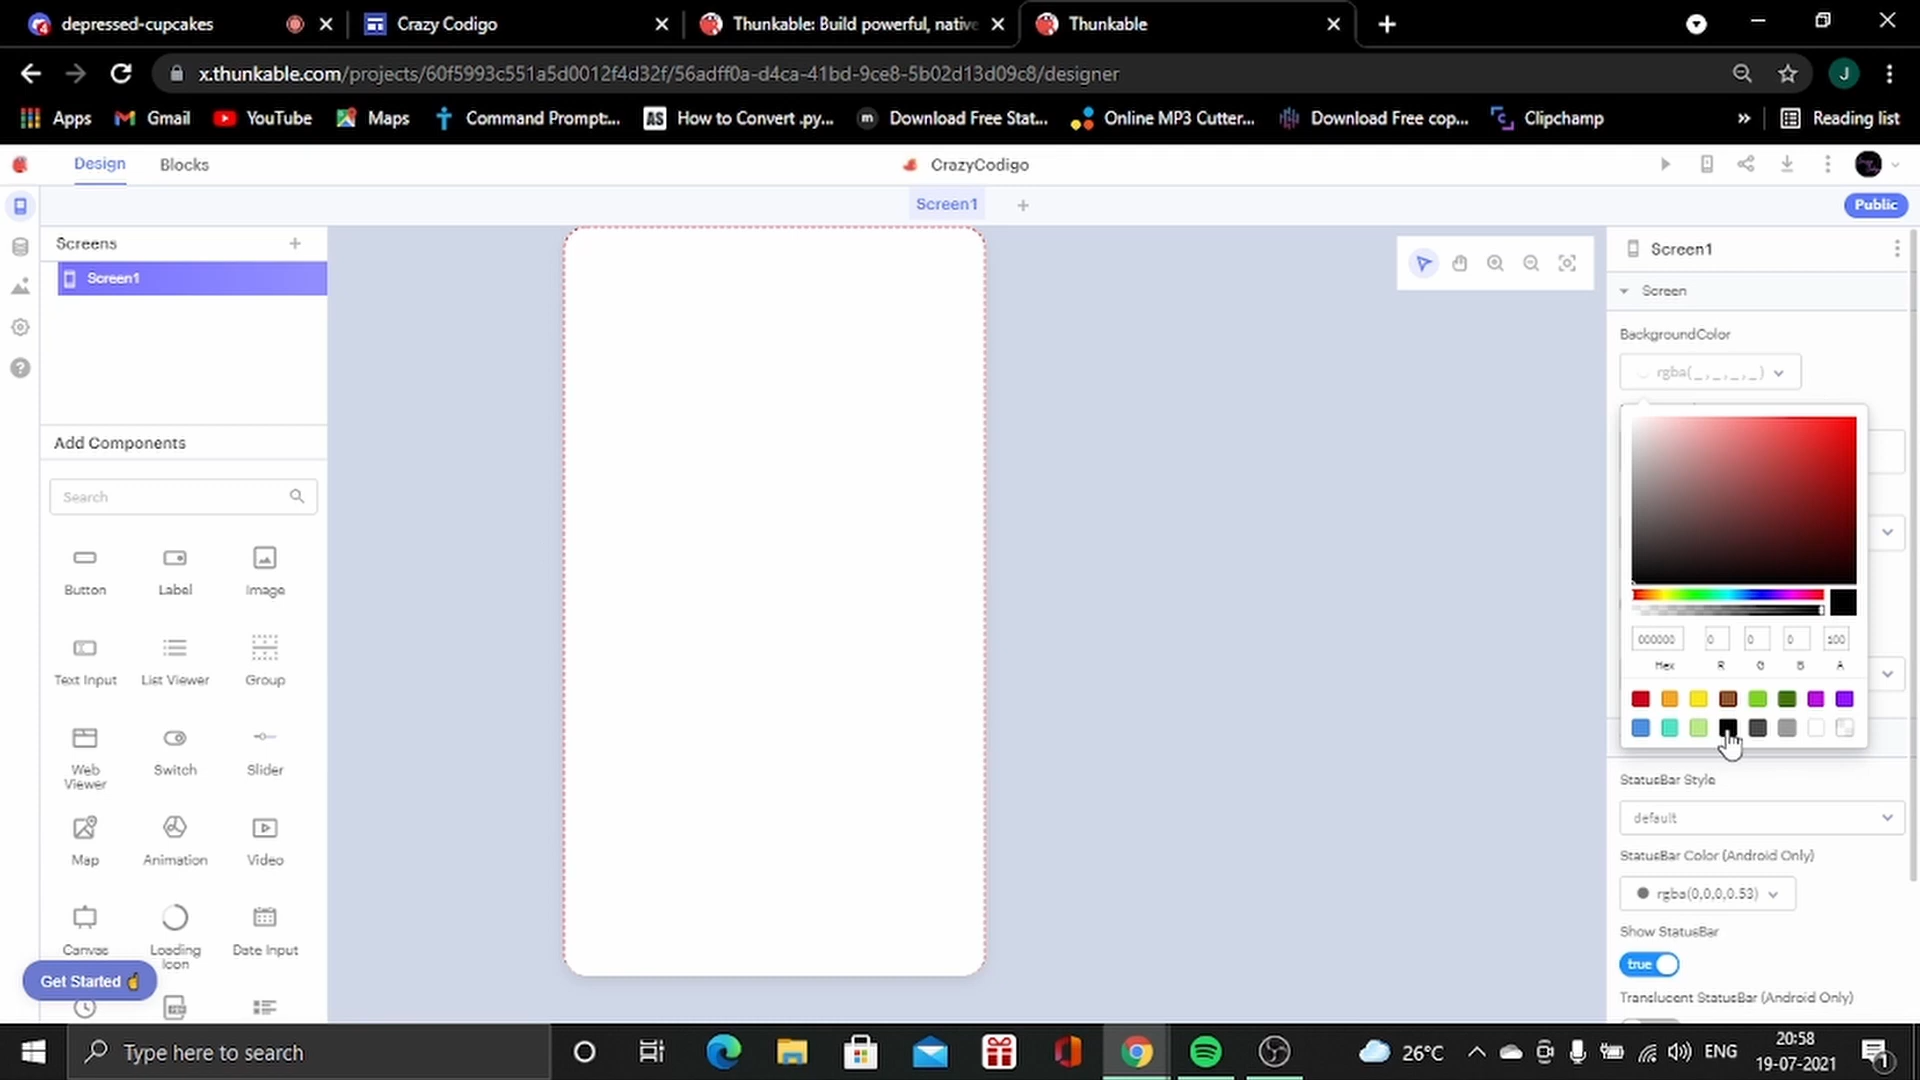 depressed-cupcakes
Crazy Codigo
Thunkable: Build powerful, native
Thunkable
x.thunkable.com/projects/60f5993c551a5d0012f4d32f/56adff0a-d4ca-41bd-9ce8-5b02d13d09c8/designer
J
Apps
Gmail
YouTube
Maps
Command Prompt:...
AS
How to Convert .py...
m
Download Free Stat...
Online MP3 Cutter...
Download Free cop...
Clipchamp
»
Reading list
Design
Blocks
CrazyCodigo
Screen1
+
Public
Screens
+
Screen1
Add Components
Search
Button
Label
Image
Text Input
List Viewer
Group
Web Viewer
Switch
Slider
Map
Animation
Video
Canvas
Loading Icon
Date Input
Get Started
Screen1
Screen
BackgroundColor
rgba(_,_,_,_)
000000
0
0
0
100
Hex
R
G
B
A
StatusBar Style
default
StatusBar Color (Android Only)
rgba(0,0,0,0.53)
Show StatusBar
true
Translucent StatusBar (Android Only)
Type here to search
26°C
ENG
20:58
19-07-2021
1